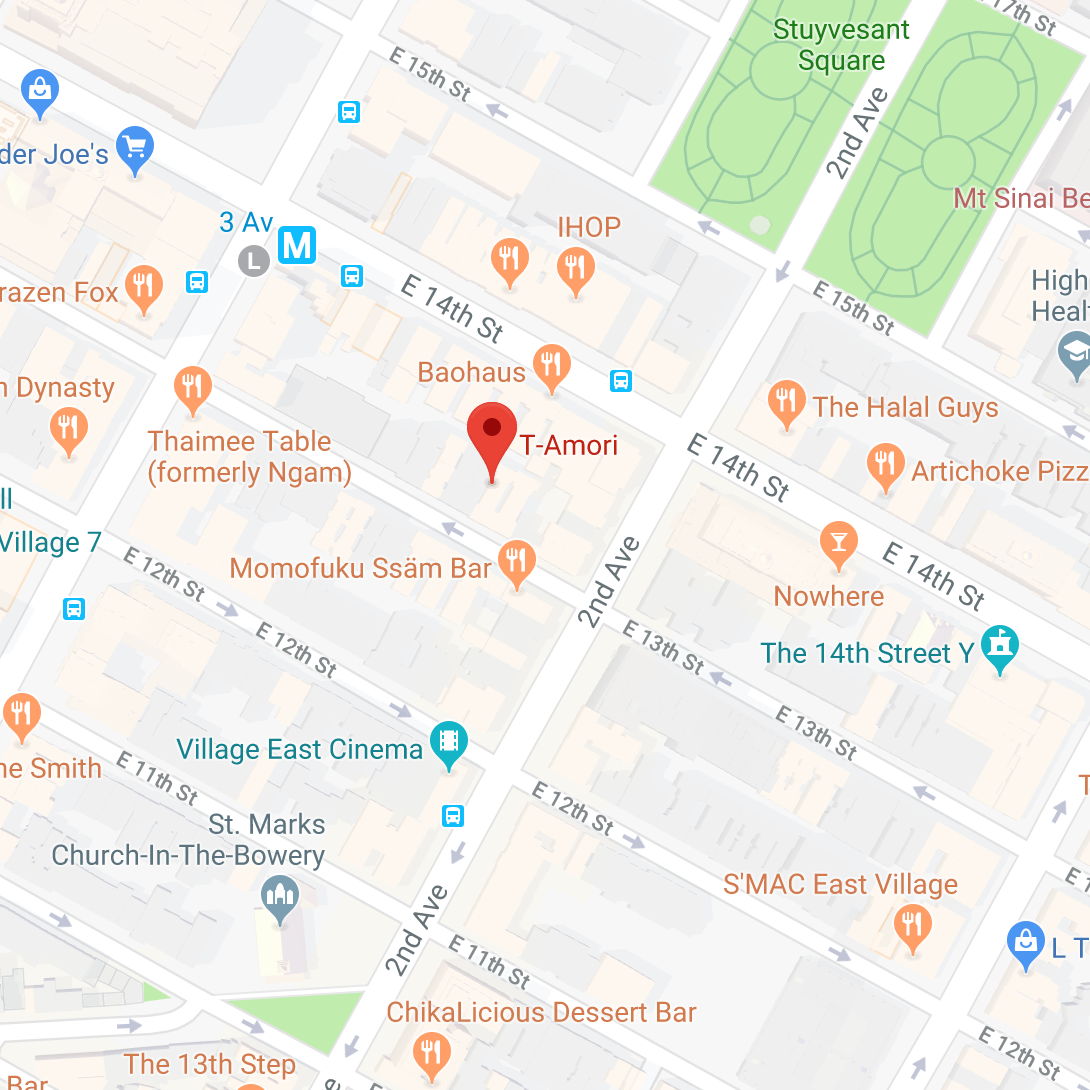 17th St
Stuyvesant
Square
E 15th St
2nd Ave
der Joe's
Mt Sinai Be
3 Av
M
L
IHOP
razen Fox
E 14th St
E 15th St
High
Healt
Baohaus
n Dynasty
The Halal Guys
Thaimee Table
(formerly Ngam)
T-Amori
E 14th St
Artichoke Pizz
ll
Village 7
E 12th St
Momofuku Ssäm Bar
2nd Ave
E 14th St
Nowhere
E 12th St
E 13th St
The 14th Street Y
E 13th St
Village East Cinema
ne Smith
E 11th St
E 12th St
T
St. Marks
Church-In-The-Bowery
S'MAC East Village
E 1
2nd Ave
E 11th St
L T
ChikaLicious Dessert Bar
E 12th St
The 13th Step
Bar
e
E